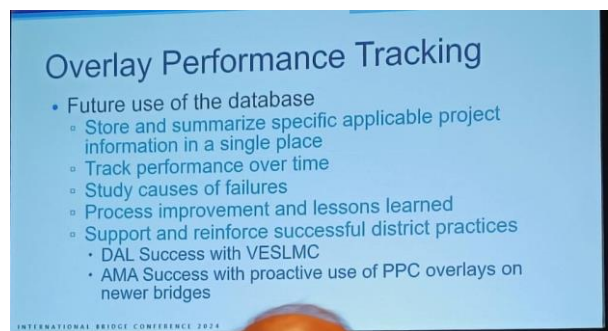 Overlay Performance Tracking
• Future use of the database
▫ Store and summarize specific applicable project
information in a single place
▫ Track performance over time
▫ Study causes of failures
▫ Process improvement and lessons learned
▫ Support and reinforce successful district practices
• DAL Success with VESLMC
• AMA Success with proactive use of PPC overlays on
newer bridges
INTERNATIONAL BRIDGE CONFERENCE 2024